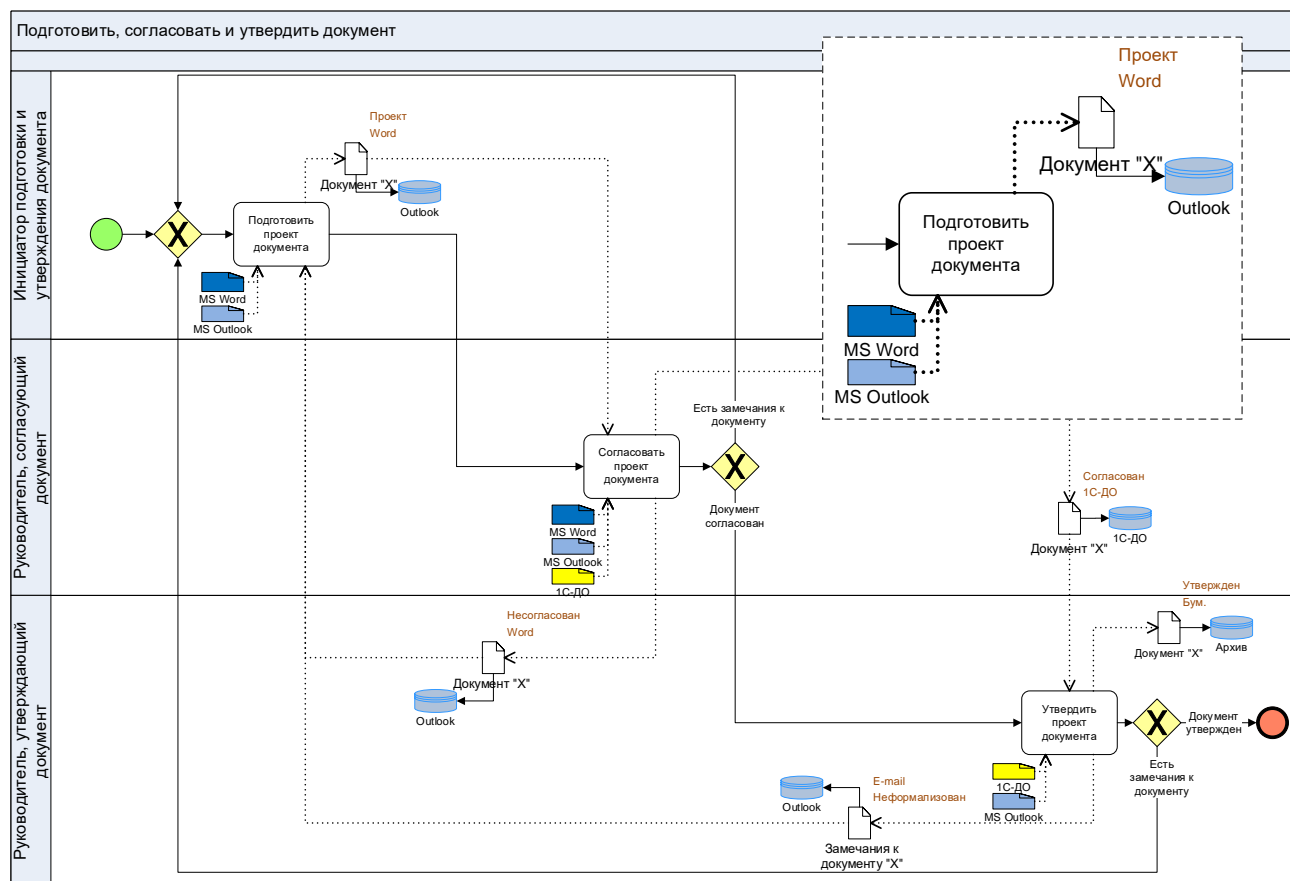 Подготовить, согласовать и утвердить документ
Инициатор подготовки и
утверждения документа
Проект
Word
Документ "X"
Outlook
Подготовить
проект
документа
MS Word
MS Outlook
Проект
Word
Документ "X"
Outlook
Подготовить
проект
документа
MS Word
MS Outlook
Руководитель, согласующий
документ
Есть замечания к
документу
Согласовать
проект
документа
Документ
согласован
MS Word
MS Outlook
1С-ДО
Согласован
1С-ДО
Документ "X"
1С-ДО
Руководитель, утверждающий
документ
Несогласован
Word
Документ "X"
Outlook
Утвержден
Бум.
Документ "X"
Архив
Утвердить
проект
документа
Документ
утвержден
Есть
замечания к
документу
1С-ДО
MS Outlook
E-mail
Неформализован
Outlook
Замечания к
документу "X"